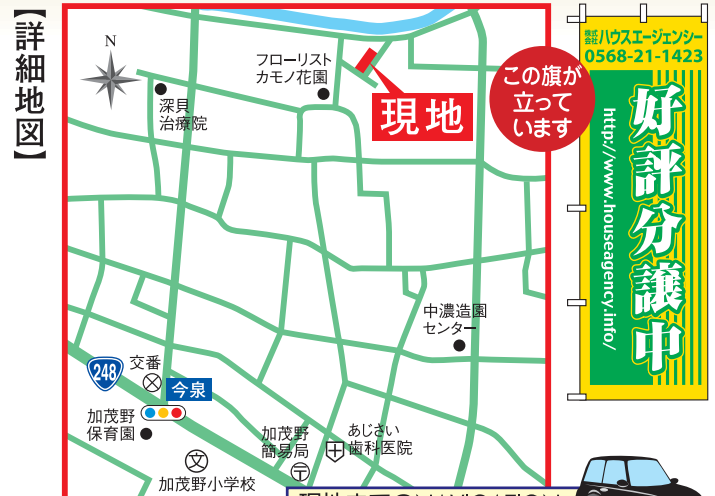 【詳細地図】
N
フローリスト
カモノ花園
深貝
治療院
現地
この旗が
立って
います
株式会社 ハウスエージェンシー
0568-21-1423
好評分譲中
http://www.houseagency.info/
中濃造園
センター
248
交番
今泉
加茂野
保育園
文
加茂野小学校
加茂野
簡易局
〒
あじさい
歯科医院